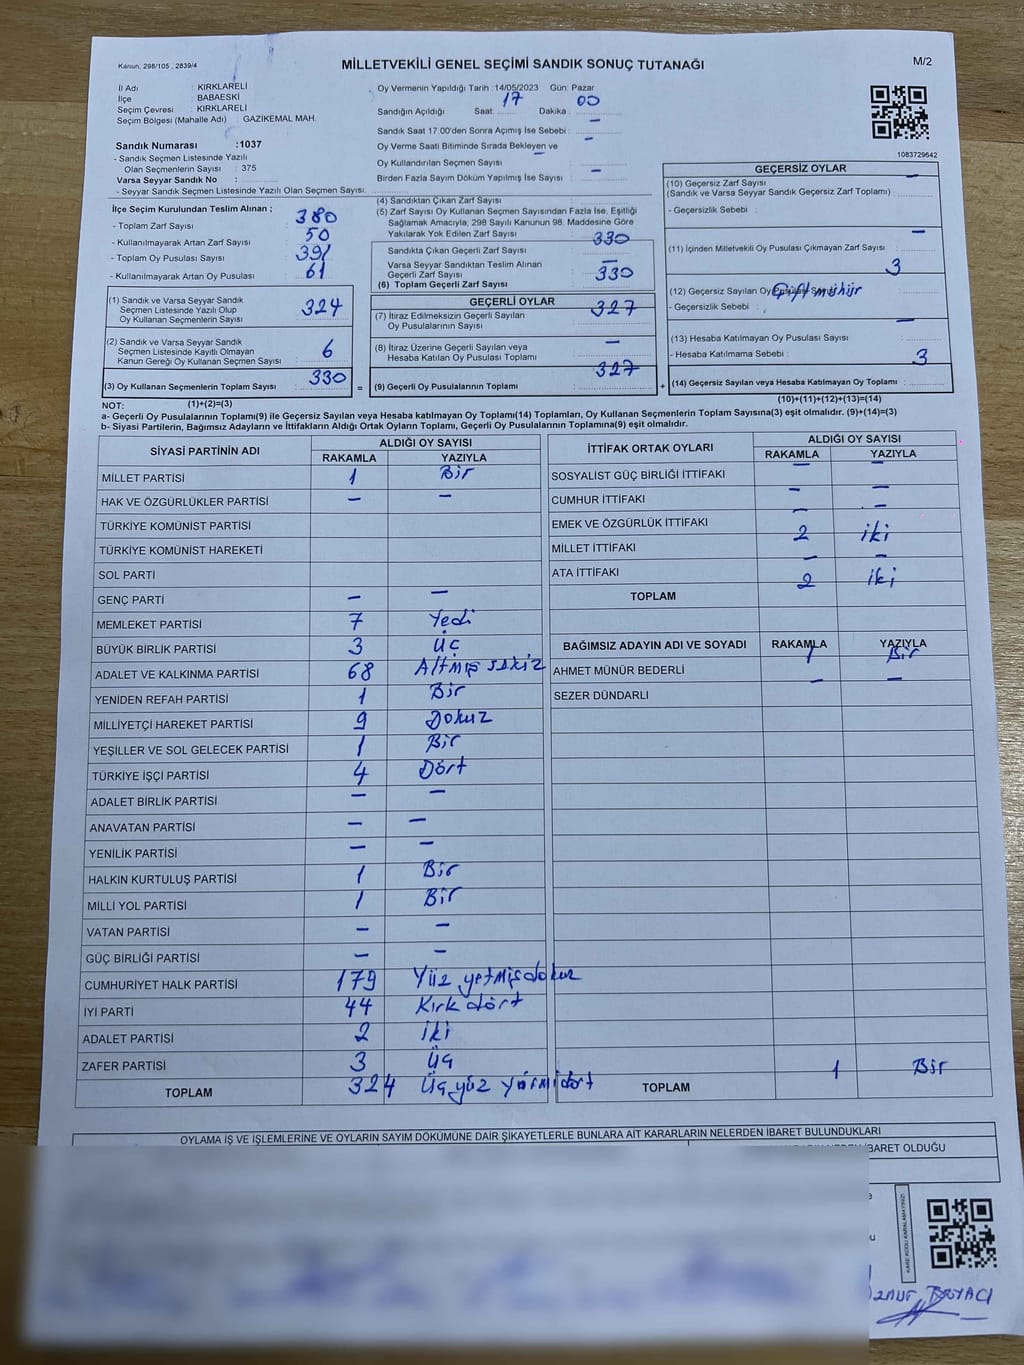 Kanun, 298/105 , 2839/4
MİLLETVEKİLİ GENEL SEÇİMİ SANDIK SONUÇ TUTANAĞI
M/2
İl Adı : KIRKLARELİ
İlçe : BABAESKİ
Seçim Çevresi : KIRKLARELİ
Seçim Bölgesi (Mahalle Adı) : GAZİKEMAL MAH.
Oy Vermenin Yapıldığı Tarih :14/05/2023 Gün: Pazar
Sandığın Açıldığı Saat: 17 Dakika : 00
Sandık Saat 17.00'den Sonra Açılmış İse Sebebi : –
Oy Verme Saati Bitiminde Sırada Bekleyen ve –
Oy Kullandırılan Seçmen Sayısı : –
Birden Fazla Sayım Döküm Yapılmış İse Sayısı : –
1083729642
Sandık Numarası :1037
- Sandık Seçmen Listesinde Yazılı
Olan Seçmenlerin Sayısı : 375
Varsa Seyyar Sandık No :
- Seyyar Sandık Seçmen Listesinde Yazılı Olan Seçmen Sayısı:
İlçe Seçim Kurulundan Teslim Alınan ;
- Toplam Zarf Sayısı : 380
- Kullanılmayarak Artan Zarf Sayısı : 50
- Toplam Oy Pusulası Sayısı : 391
- Kullanılmayarak Artan Oy Pusulası : 61
(1) Sandık ve Varsa Seyyar Sandık
Seçmen Listesinde Yazılı Olup
Oy Kullanan Seçmenlerin Sayısı : 324
(2) Sandık ve Varsa Seyyar Sandık
Seçmen Listesinde Kayıtlı Olmayan
Kanun Gereği Oy Kullanan Seçmen Sayısı : 6
(3) Oy Kullanan Seçmenlerin Toplam Sayısı : 330
(1)+(2)=(3)
(4) Sandıktan Çıkan Zarf Sayısı :
(5) Zarf Sayısı Oy Kullanan Seçmen Sayısından Fazla İse, Eşitliği
Sağlamak Amacıyla, 298 Sayılı Kanunun 98. Maddesine Göre
Yakılarak Yok Edilen Zarf Sayısı :
Sandıkta Çıkan Geçerli Zarf Sayısı : 330
Varsa Seyyar Sandıktan Teslim Alınan
Geçerli Zarf Sayısı : –
(6) Toplam Geçerli Zarf Sayısı : 330
GEÇERLİ OYLAR
(7) İtiraz Edilmeksizin Geçerli Sayılan
Oy Pusulalarının Sayısı : 327
(8) İtiraz Üzerine Geçerli Sayılan veya
Hesaba Katılan Oy Pusulası Toplamı : –
= (9) Geçerli Oy Pusulalarının Toplamı : 327 +
GEÇERSİZ OYLAR
(10) Geçersiz Zarf Sayısı –
(Sandık ve Varsa Seyyar Sandık Geçersiz Zarf Toplamı) :
- Geçersizlik Sebebi :
(11) İçinden Milletvekili Oy Pusulası Çıkmayan Zarf Sayısı : –
(12) Geçersiz Sayılan Oy Pusulası Sayısı : 3
- Geçersizlik Sebebi : Çift mühür
(13) Hesaba Katılmayan Oy Pusulası Sayısı : –
- Hesaba Katılmama Sebebi :
(14) Geçersiz Sayılan veya Hesaba Katılmayan Oy Toplamı : 3
(10)+(11)+(12)+(13)=(14)
NOT:
a- Geçerli Oy Pusulalarının Toplamı(9) ile Geçersiz Sayılan veya Hesaba katılmayan Oy Toplamı(14) Toplamları, Oy Kullanan Seçmenlerin Toplam Sayısına(3) eşit olmalıdır. (9)+(14)=(3)
b- Siyasi Partilerin, Bağımsız Adayların ve İttifakların Aldığı Ortak Oyların Toplamı, Geçerli Oy Pusulalarının Toplamına(9) eşit olmalıdır.
SİYASİ PARTİNİN ADI ALDIĞI OY SAYISI
RAKAMLA YAZIYLA
MİLLET PARTİSİ 1 Bir
HAK VE ÖZGÜRLÜKLER PARTİSİ – –
TÜRKİYE KOMÜNİST PARTİSİ
TÜRKİYE KOMÜNİST HAREKETİ
SOL PARTİ
GENÇ PARTİ – –
MEMLEKET PARTİSİ 7 Yedi
BÜYÜK BİRLİK PARTİSİ 3 Üç
ADALET VE KALKINMA PARTİSİ 68 Altmış sekiz
YENİDEN REFAH PARTİSİ 1 Bir
MİLLİYETÇİ HAREKET PARTİSİ 9 Dokuz
YEŞİLLER VE SOL GELECEK PARTİSİ 1 Bir
TÜRKİYE İŞÇİ PARTİSİ 4 Dört
ADALET BİRLİK PARTİSİ – –
ANAVATAN PARTİSİ – –
YENİLİK PARTİSİ – –
HALKIN KURTULUŞ PARTİSİ 1 Bir
MİLLİ YOL PARTİSİ 1 Bir
VATAN PARTİSİ – –
GÜÇ BİRLİĞİ PARTİSİ – –
CUMHURİYET HALK PARTİSİ 179 Yüz yetmişdokuz
İYİ PARTİ 44 Kırk dört
ADALET PARTİSİ 2 İki
ZAFER PARTİSİ 3 Üç
TOPLAM 324 Üçyüz yirmidört
İTTİFAK ORTAK OYLARI ALDIĞI OY SAYISI
RAKAMLA YAZIYLA
SOSYALİST GÜÇ BİRLİĞİ İTTİFAKI – –
CUMHUR İTTİFAKI – –
EMEK VE ÖZGÜRLÜK İTTİFAKI – –
MİLLET İTTİFAKI 2 iki
ATA İTTİFAKI – –
TOPLAM 2 iki
BAĞIMSIZ ADAYIN ADI VE SOYADI RAKAMLA YAZIYLA
AHMET MÜNÜR BEDERLİ 1 Bir
SEZER DÜNDARLI – –
TOPLAM 1 Bir
OYLAMA İŞ VE İŞLEMLERİNE VE OYLARIN SAYIM DÖKÜMÜNE DAİR ŞİKAYETLERLE BUNLARA AİT KARARLARIN NELERDEN İBARET BULUNDUKLARI
İBARET OLDUĞU
KARE KODU KARALAMAYINIZ!